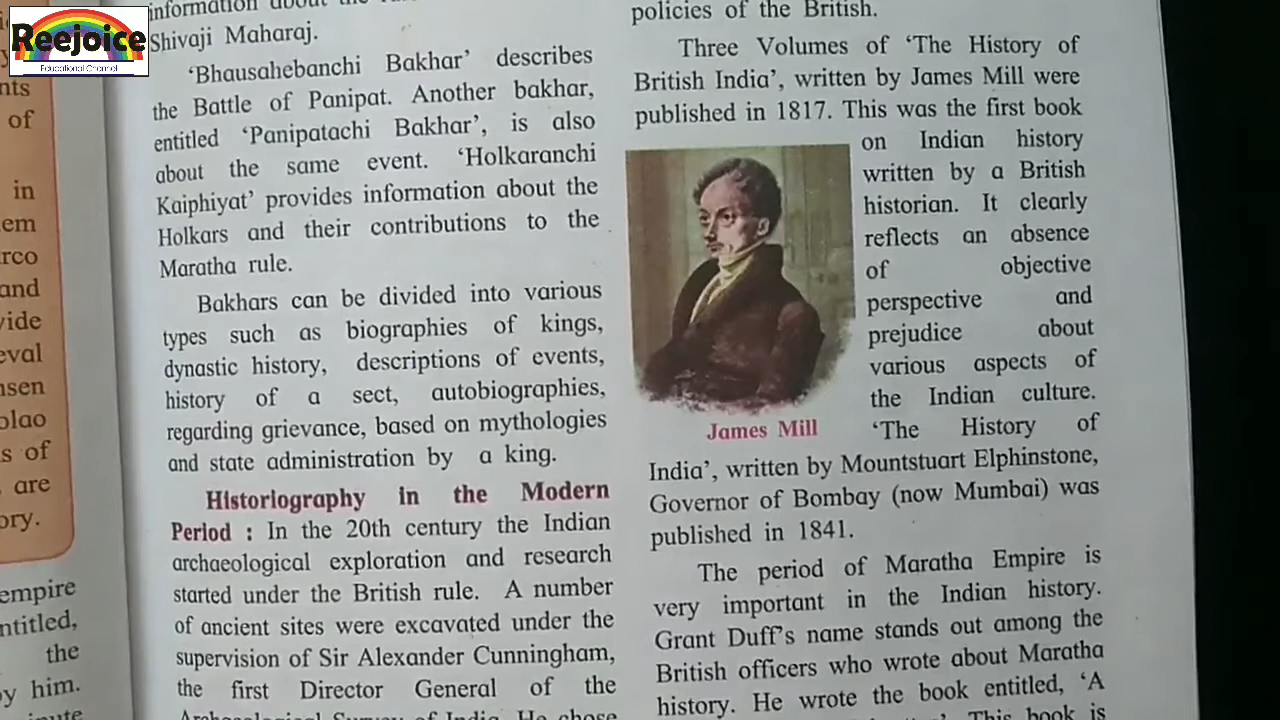 Reejoice
Educational Channel
nts
of
in
em
rco
and
vide
eval
nsen
olao
s of
are
ory.
empire
ntitled,
the
by him.
information about the
Shivaji Maharaj.
‘Bhausahebanchi Bakhar’ describes
the Battle of Panipat. Another bakhar,
entitled ‘Panipatachi Bakhar’, is also
about the same event. ‘Holkaranchi
Kaiphiyat’ provides information about the
Holkars and their contributions to the
Maratha rule.
Bakhars can be divided into various
types such as biographies of kings,
dynastic history, descriptions of events,
history of a sect, autobiographies,
regarding grievance, based on mythologies
and state administration by a king.
Historiography in the Modern
Period : In the 20th century the Indian
archaeological exploration and research
started under the British rule. A number
of ancient sites were excavated under the
supervision of Sir Alexander Cunningham,
the first Director General of the
Archaeological Survey of India. He chose
policies of the British.
Three Volumes of ‘The History of
British India’, written by James Mill were
published in 1817. This was the first book
on Indian history
written by a British
historian. It clearly
reflects an absence
of objective
perspective and
prejudice about
various aspects of
the Indian culture.
James Mill
‘The History of
India’, written by Mountstuart Elphinstone,
Governor of Bombay (now Mumbai) was
published in 1841.
The period of Maratha Empire is
very important in the Indian history.
Grant Duff’s name stands out among the
British officers who wrote about Maratha
history. He wrote the book entitled, ‘A
This book is